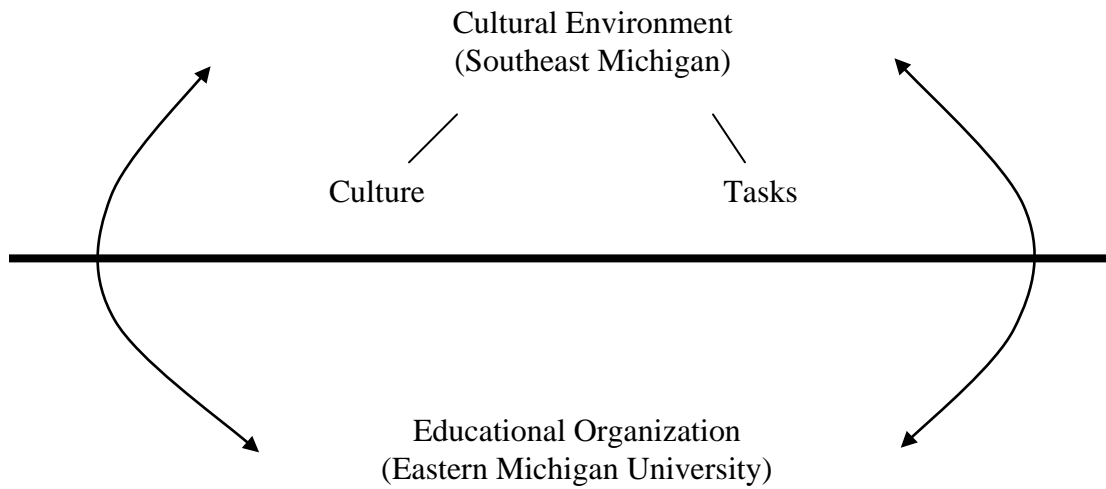 Cultural Environment
(Southeast Michigan)
Culture
Tasks
Educational Organization
(Eastern Michigan University)